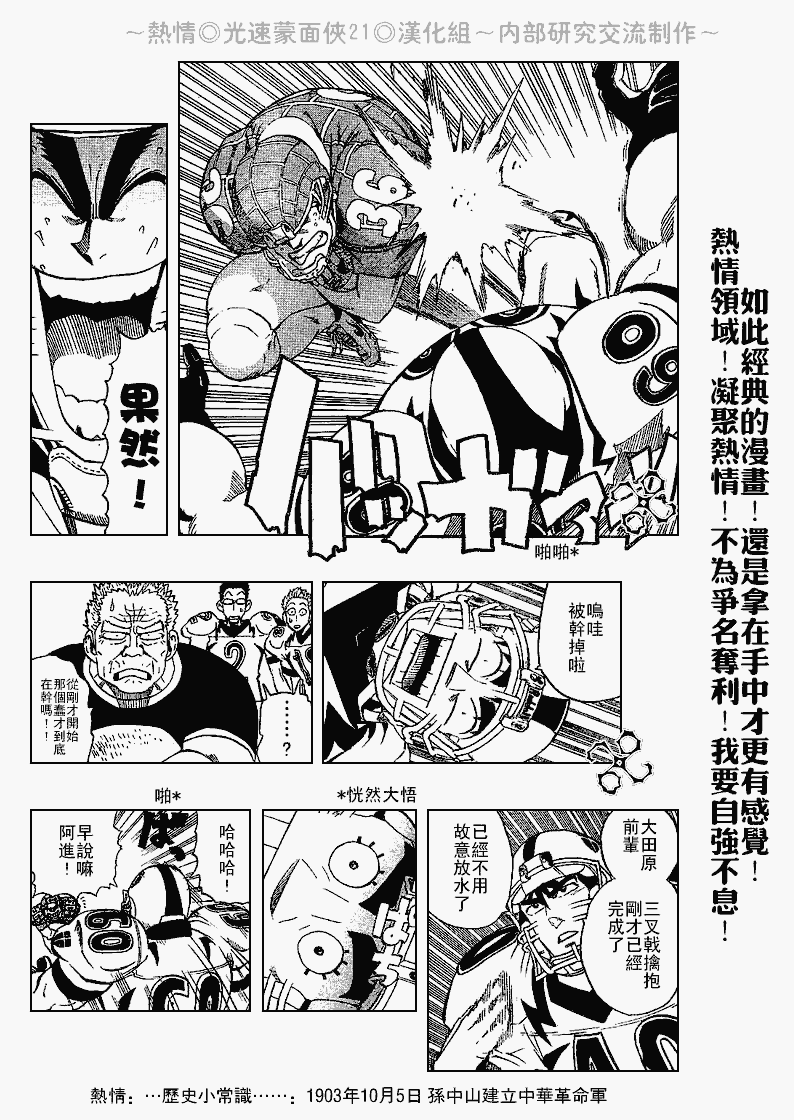 ～熱情◎光速蒙面俠21◎漢化組～内部研究交流制作～
如此經典的漫畫！還是拿在手中才更有感覺！
熱情領域！凝聚熱情！不為爭名奪利！我要自強不息！
36
69
果然！
啪啪*
嗚哇
被幹掉啦
……?
2
從剛才開始
那個蠢才到底
在幹嗎！！
大田原
前輩
三叉戟擒抱
剛才已經
完成了
已經不用
故意放水了
*恍然大悟
啪*
哈哈哈！
早說嘛
阿進！
60
熱情：…歷史小常識……：1903年10月5日 孫中山建立中華革命軍